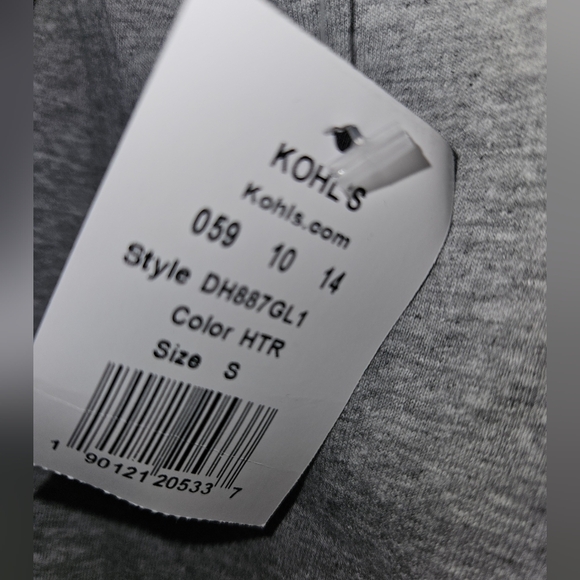 KOHL'S
Kohls.com
059 10 14
Style DH887GL1
Color HTR
Size S
1 90121 20533 7